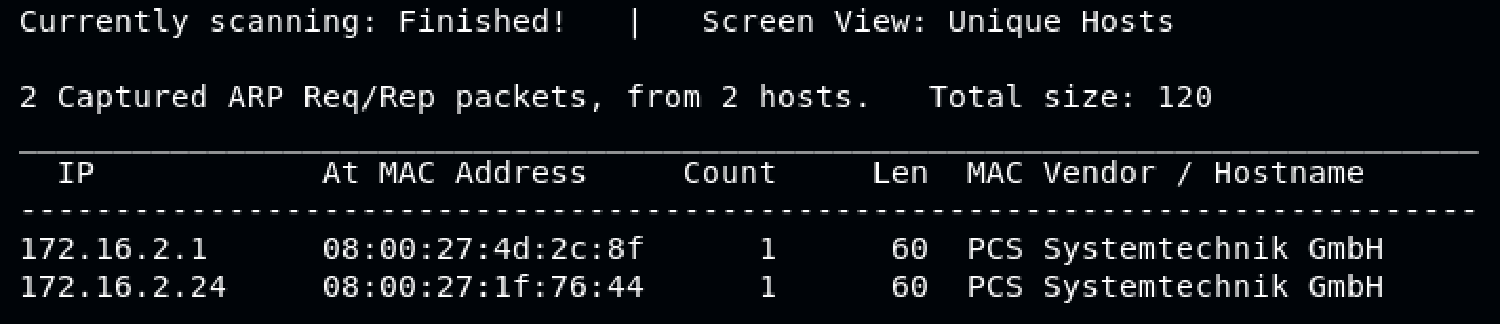 Currently scanning: Finished!   |   Screen View: Unique Hosts
2 Captured ARP Req/Rep packets, from 2 hosts.   Total size: 120
_____________________________________________________________________________
  IP            At MAC Address     Count     Len  MAC Vendor / Hostname
-----------------------------------------------------------------------------
172.16.2.1      08:00:27:4d:2c:8f      1      60  PCS Systemtechnik GmbH
172.16.2.24     08:00:27:1f:76:44      1      60  PCS Systemtechnik GmbH